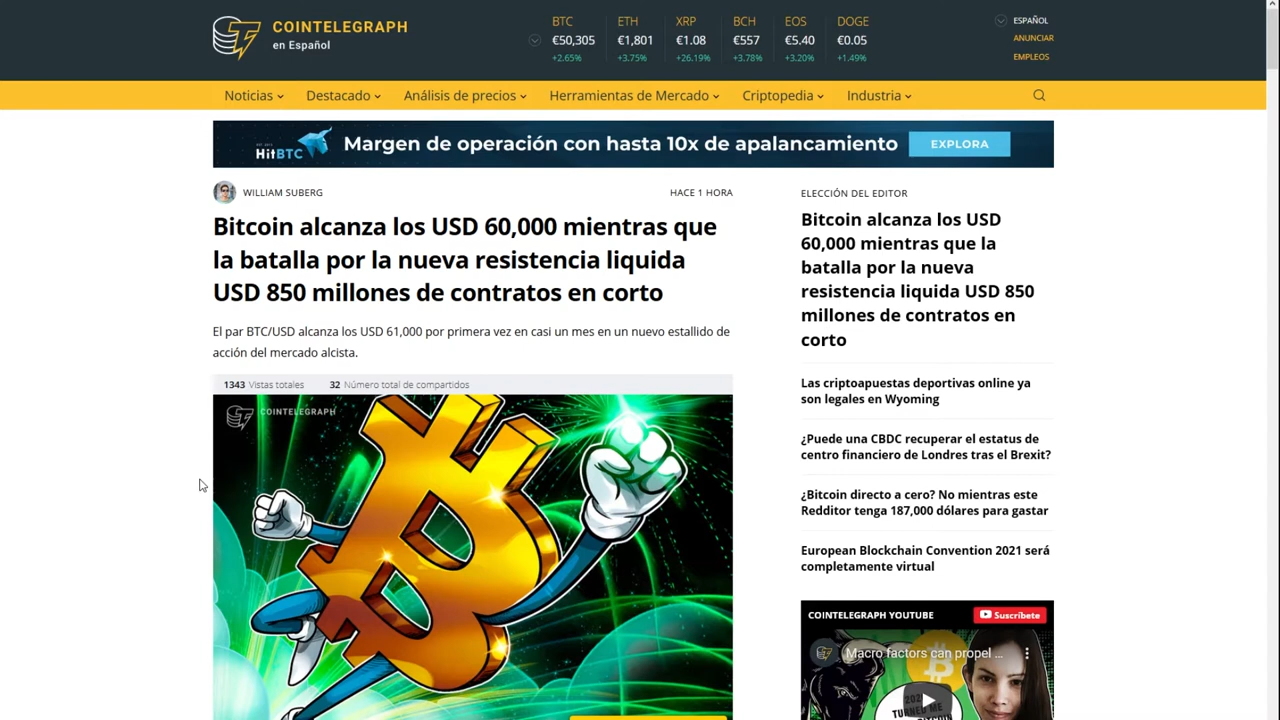 COINTELEGRAPH
en Español
BTC
€50,305
+2.65%
ETH
€1,801
+3.75%
XRP
€1.08
+26.19%
BCH
€557
+3.78%
EOS
€5.40
+3.20%
DOGE
€0.05
+1.49%
ESPAÑOL
ANUNCIAR
EMPLEOS
Noticias
Destacado
Análisis de precios
Herramientas de Mercado
Criptopedia
Industria
HitBTC
Margen de operación con hasta 10x de apalancamiento
EXPLORA
WILLIAM SUBERG
HACE 1 HORA
Bitcoin alcanza los USD 60,000 mientras que
la batalla por la nueva resistencia liquida
USD 850 millones de contratos en corto
El par BTC/USD alcanza los USD 61,000 por primera vez en casi un mes en un nuevo estallido de
acción del mercado alcista.
1343 Vistas totales
32 Número total de compartidos
COINTELEGRAPH
ELECCIÓN DEL EDITOR
Bitcoin alcanza los USD
60,000 mientras que la
batalla por la nueva
resistencia liquida USD 850
millones de contratos en
corto
Las criptoapuestas deportivas online ya
son legales en Wyoming
¿Puede una CBDC recuperar el estatus de
centro financiero de Londres tras el Brexit?
¿Bitcoin directo a cero? No mientras este
Redditor tenga 187,000 dólares para gastar
European Blockchain Convention 2021 será
completamente virtual
COINTELEGRAPH YOUTUBE
Suscríbete
Macro factors can propel ...
TURNED ME